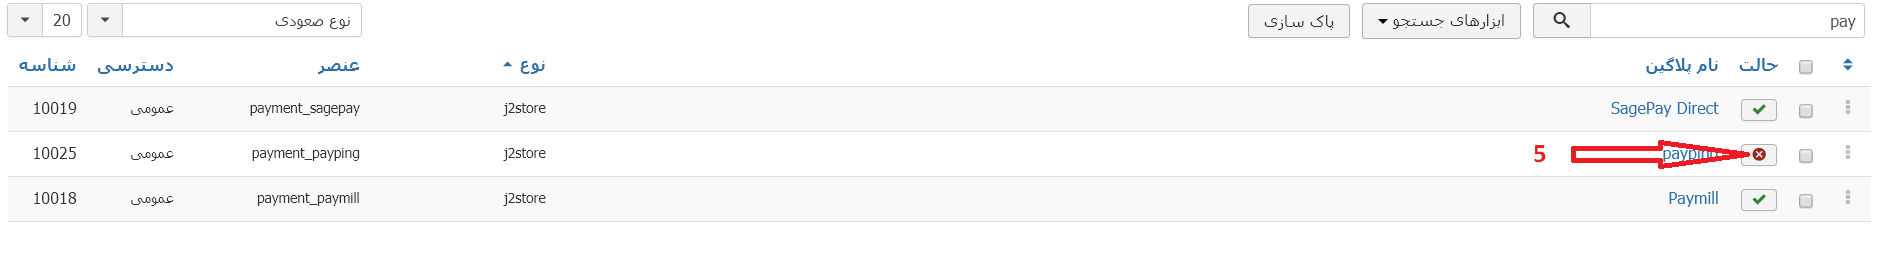 pay ابزارهای جستجو پاک سازی نوع صعودی 20
حالت نام پلاگین نوع عنصر دسترسی شناسه
SagePay Direct j2store payment_sagepay عمومی 10019
payping 5 j2store payment_payping عمومی 10025
Paymill j2store payment_paymill عمومی 10018